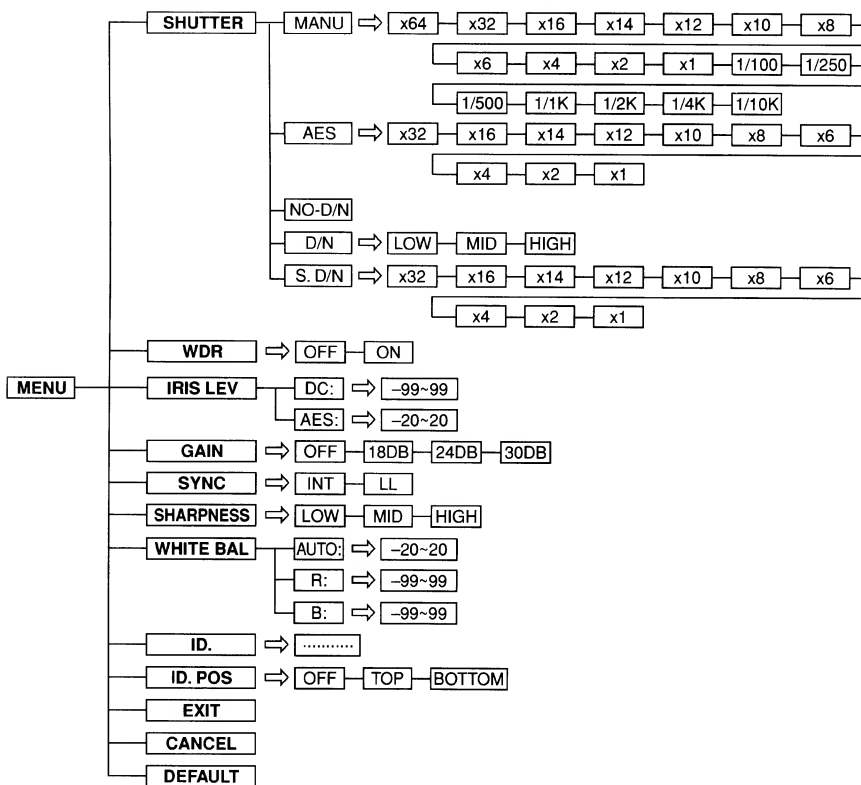 SHUTTER MANU ⇨ x64 x32 x16 x14 x12 x10 x8
x6 x4 x2 x1 1/100 1/250
1/500 1/1K 1/2K 1/4K 1/10K
AES ⇨ x32 x16 x14 x12 x10 x8 x6
x4 x2 x1
NO-D/N
D/N ⇨ LOW MID HIGH
S. D/N ⇨ x32 x16 x14 x12 x10 x8 x6
x4 x2 x1
WDR ⇨ OFF ON
MENU IRIS LEV DC: ⇨ –99~99
AES: ⇨ –20~20
GAIN ⇨ OFF 18DB 24DB 30DB
SYNC ⇨ INT LL
SHARPNESS ⇨ LOW MID HIGH
WHITE BAL AUTO: ⇨ –20~20
R: ⇨ –99~99
B: ⇨ –99~99
ID. ⇨ ...........
ID. POS ⇨ OFF TOP BOTTOM
EXIT
CANCEL
DEFAULT